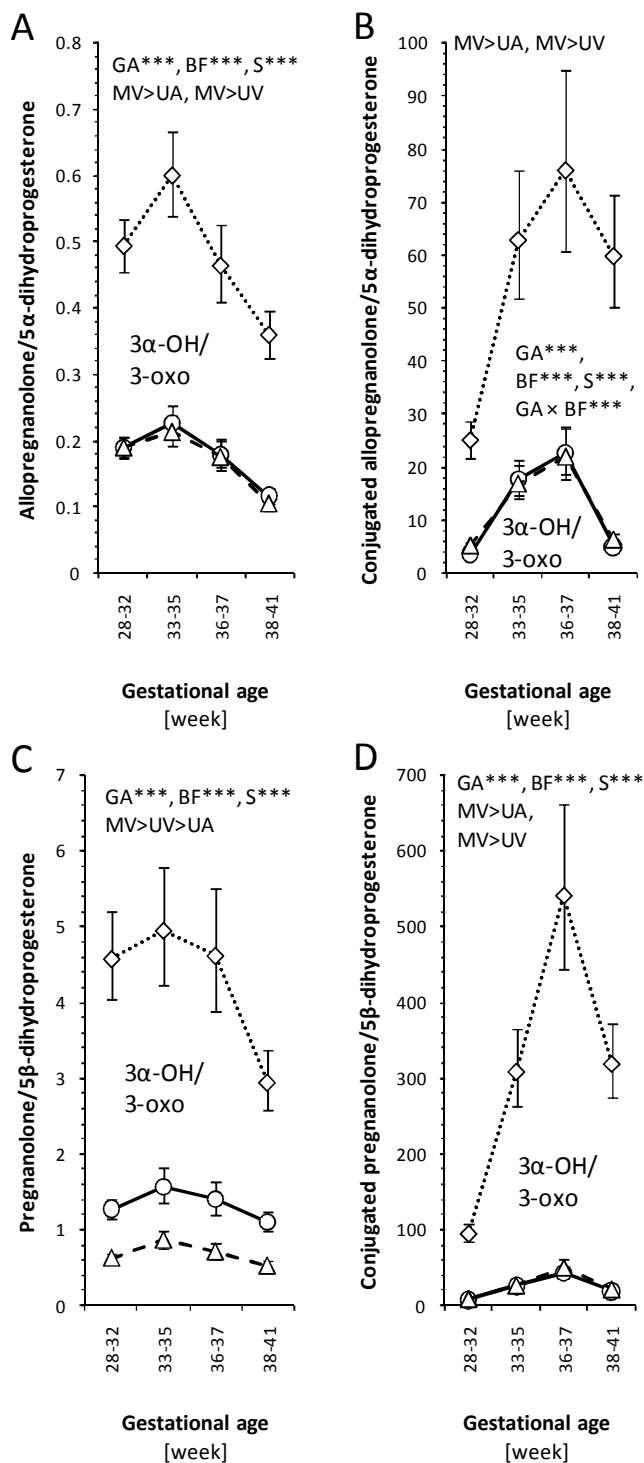 A
Allopregnanolone/5α-dihydroprogesterone
0.8
0.7
0.6
0.5
0.4
0.3
0.2
0.1
0
GA***, BF***, S***
MV>UA, MV>UV
3α-OH/
3-oxo
28-32
33-35
36-37
38-41
Gestational age
[week]
B
Conjugated allopregnanolone/5α-dihydroprogesterone
100
90
80
70
60
50
40
30
20
10
0
MV>UA, MV>UV
GA***,
BF***, S***,
GA × BF***
3α-OH/
3-oxo
28-32
33-35
36-37
38-41
Gestational age
[week]
C
Pregnanolone/5β-dihydroprogesterone
7
6
5
4
3
2
1
0
GA***, BF***, S***
MV>UV>UA
3α-OH/
3-oxo
28-32
33-35
36-37
38-41
Gestational age
[week]
D
Conjugated pregnanolone/5β-dihydroprogesterone
700
600
500
400
300
200
100
0
GA***, BF***, S***
MV>UA,
MV>UV
3α-OH/
3-oxo
28-32
33-35
36-37
38-41
Gestational age
[week]